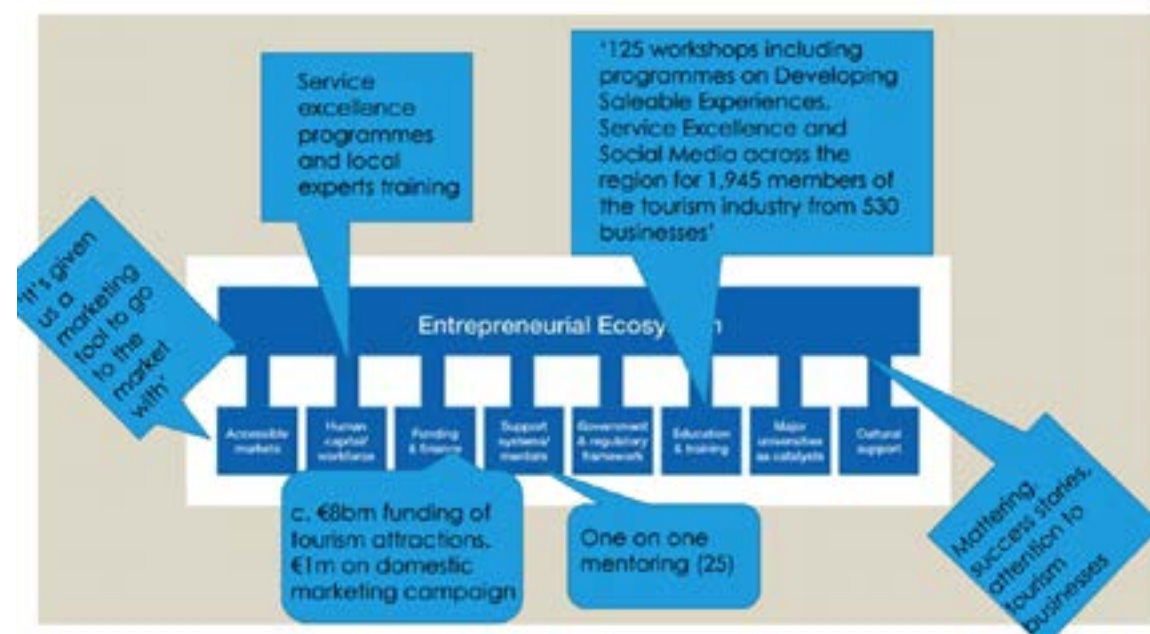 Service
excellence
programmes
and local
experts training
'125 workshops including
programmes on Developing
Saleable Experiences,
Service Excellence and
Social Media across the
region for 1,945 members of
the tourism industry from 530
businesses'
'It's given
us a
marketing
tool to go
to the
market
with'
Entrepreneurial Ecosy m
Accessible
markets
Human
capital/
workforce
Funding
& finance
Support
systems/
mentors
Government
& regulatory
framework
Education
& training
Major
universities
as catalysts
Cultural
support
c. €8bm funding of
tourism attractions.
€1m on domestic
marketing campaign
One on one
mentoring (25)
Mattering,
success stories,
attention to
tourism
businesses